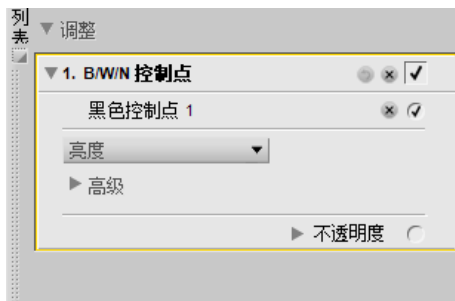 列表
调整
1. B/W/N 控制点
黑色控制点 1
亮度
高级
不透明度